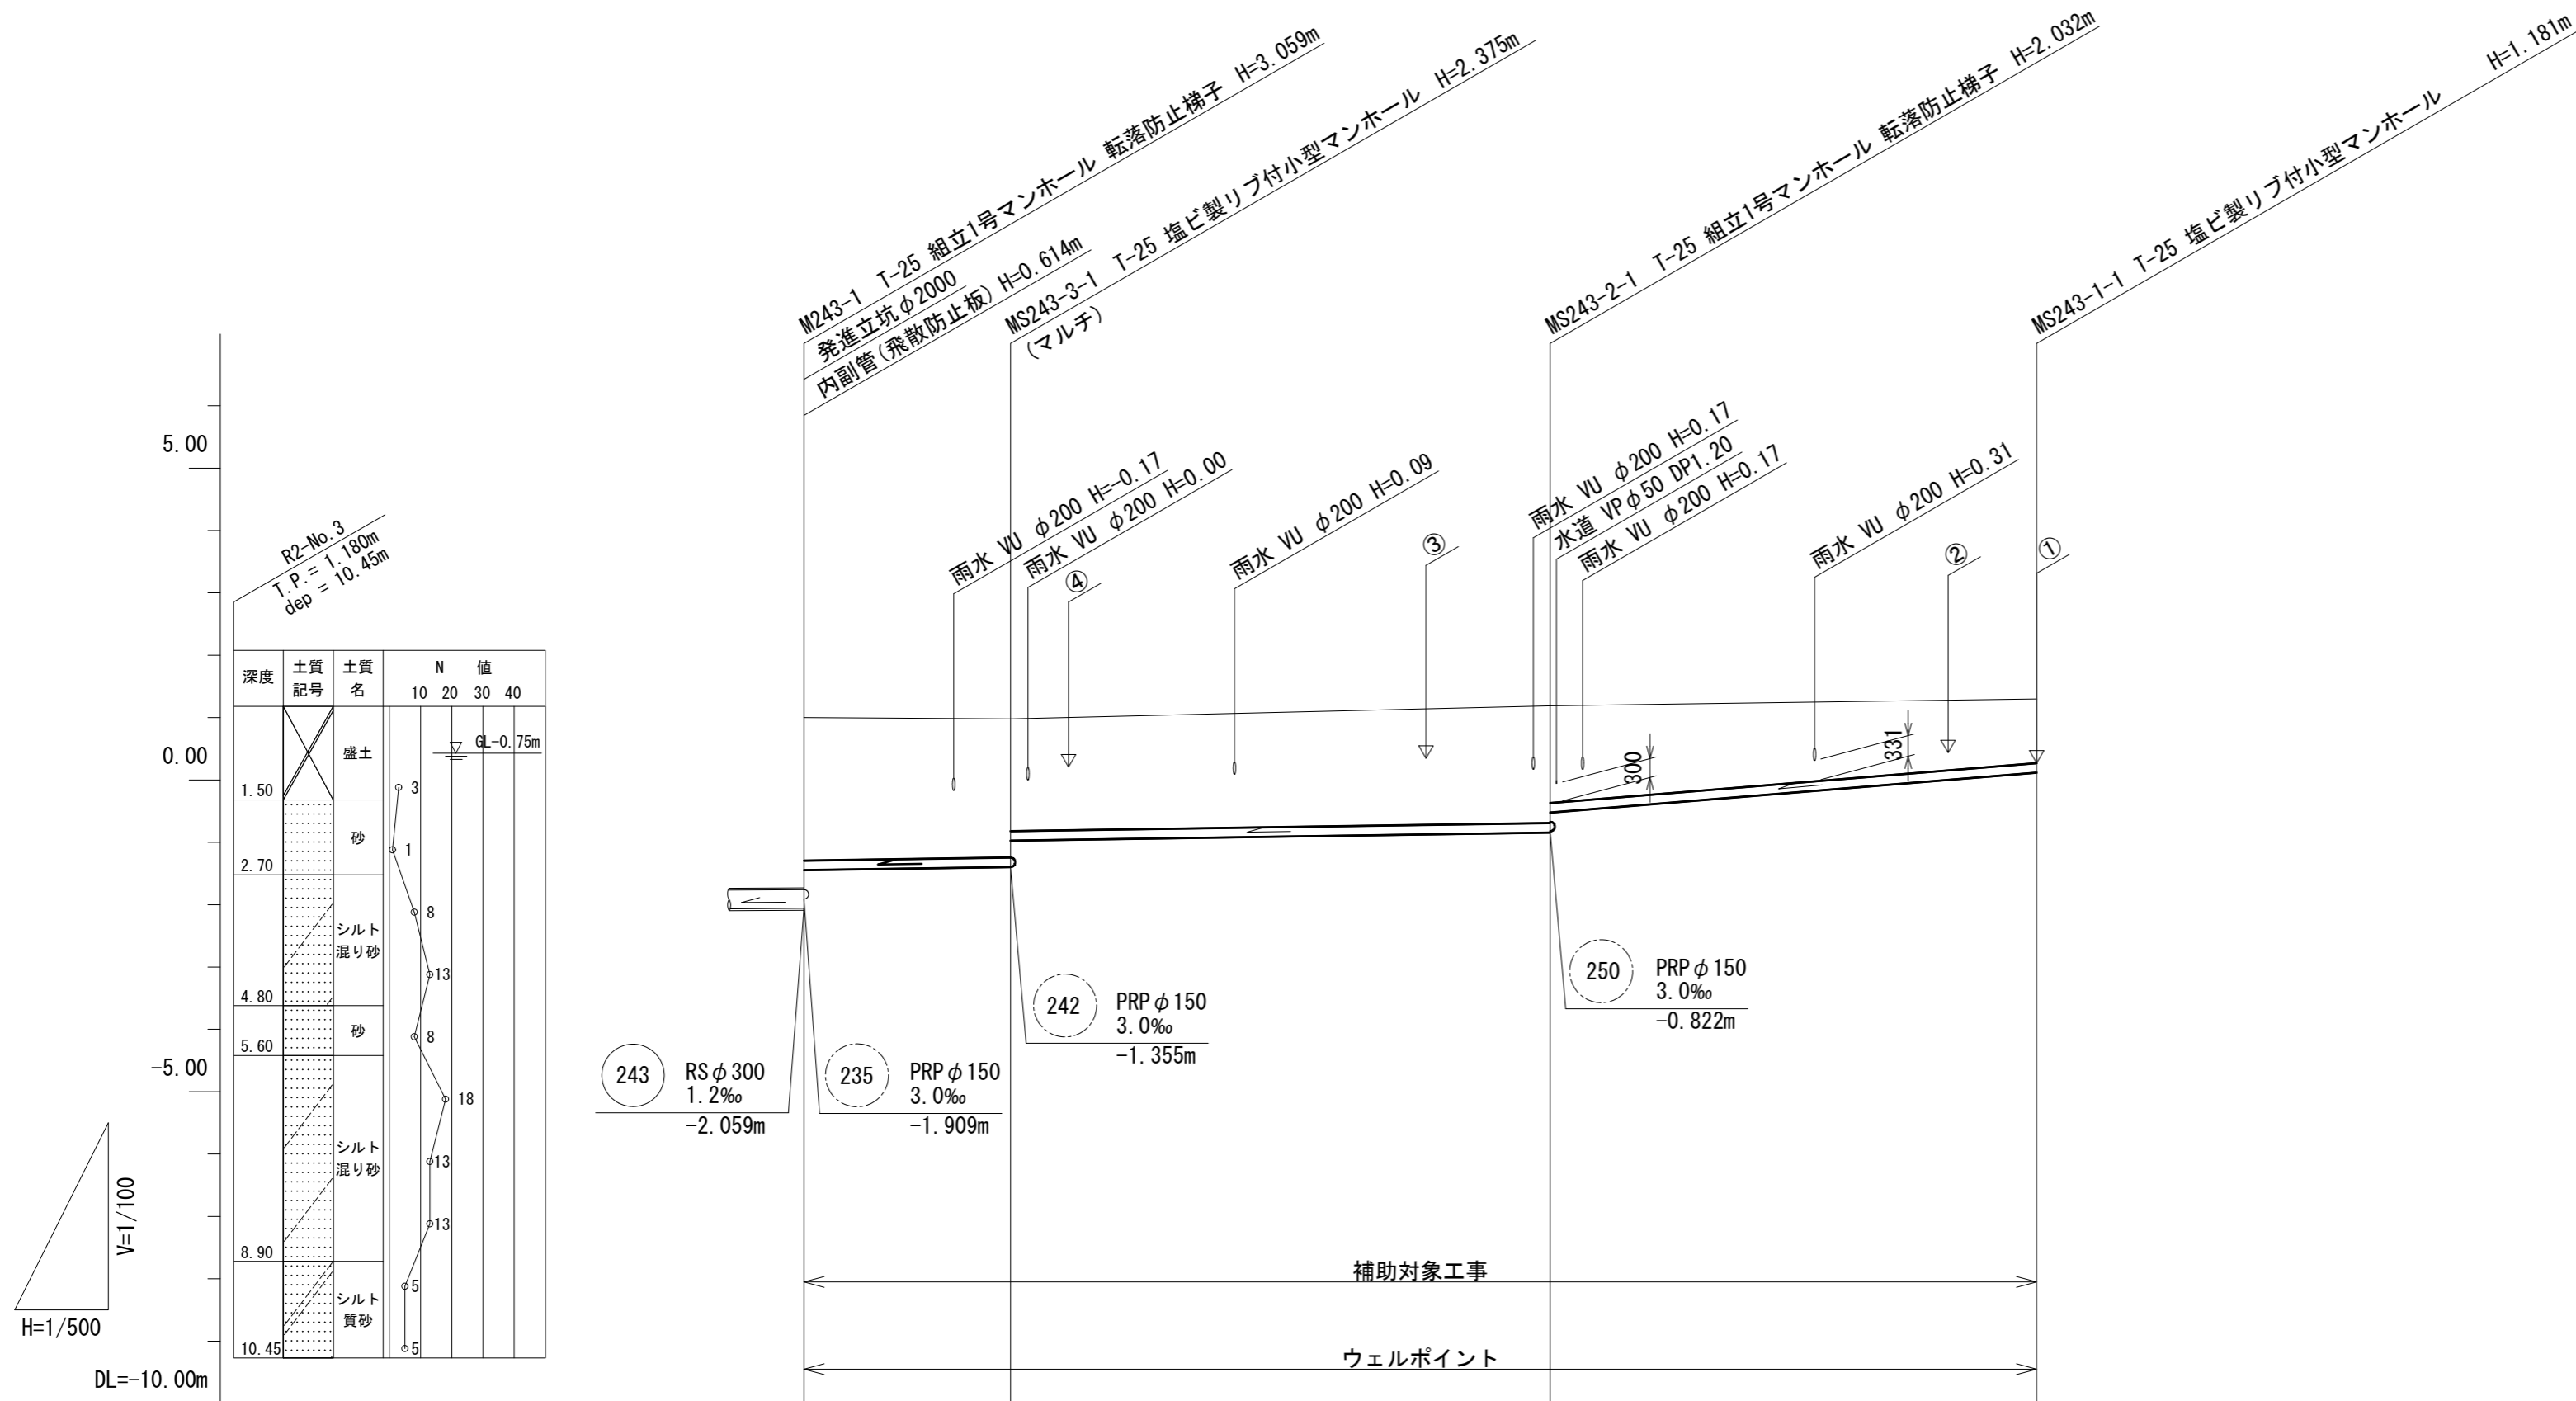 M243-1 T-25 組立1号マンホール 転落防止梯子 H=3.059m
発進立坑φ2000
内副管(飛散防止板) H=0.614m
MS243-3-1 T-25 塩ビ製リブ付小型マンホール H=2.375m
(マルチ)
MS243-2-1 T-25 組立1号マンホール 転落防止梯子 H=2.032m
MS243-1-1 T-25 塩ビ製リブ付小型マンホール H=1.181m
雨水 VU φ200 H=-0.17
雨水 VU φ200 H=0.00
④
雨水 VU φ200 H=0.09
③
雨水 VU φ200 H=0.17
水道 VPφ50 DP1.20
雨水 VU φ200 H=0.17
雨水 VU φ200 H=0.31
②
①
5.00
0.00
-5.00
DL=-10.00m
R2-No.3
T.P.= 1.180m
dep = 10.45m
深度
土質
記号
土質
名
N 値
10 20 30 40
GL-0.75m
盛土
1.50
3
砂
1
2.70
8
シルト
混り砂
13
4.80
砂
8
5.60
18
シルト
混り砂
13
13
8.90
5
シルト
質砂
10.45
5
300
331
243
RSφ300
1.2‰
-2.059m
235
PRPφ150
3.0‰
-1.909m
242
PRPφ150
3.0‰
-1.355m
250
PRPφ150
3.0‰
-0.822m
V=1/100
H=1/500
補助対象工事
ウェルポイント